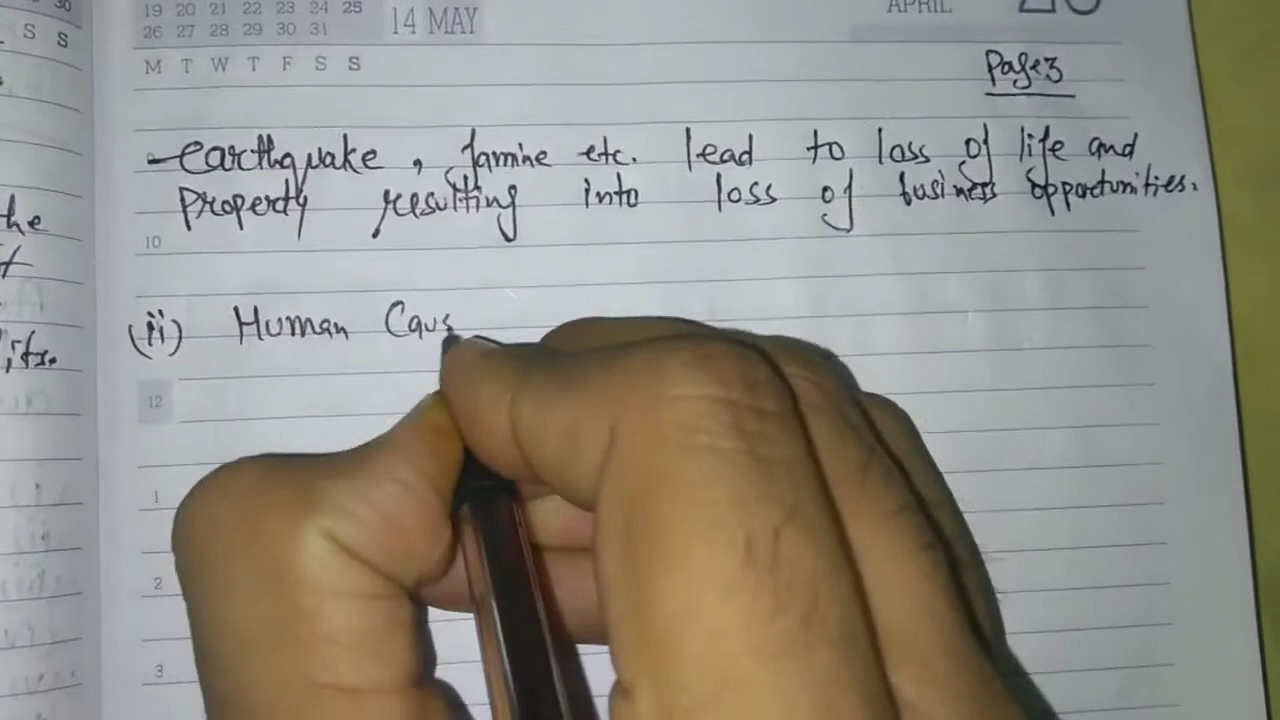 30
S S
19 20 21 22 23 24 25
26 27 28 29 30 31
14 MAY
APRIL
M T W T F S S
Page 3
earthquake, famine etc. lead to loss of life and
Property resulting into loss of business opportunities.
he
10
(ii) Human Caus
12
1
2
3